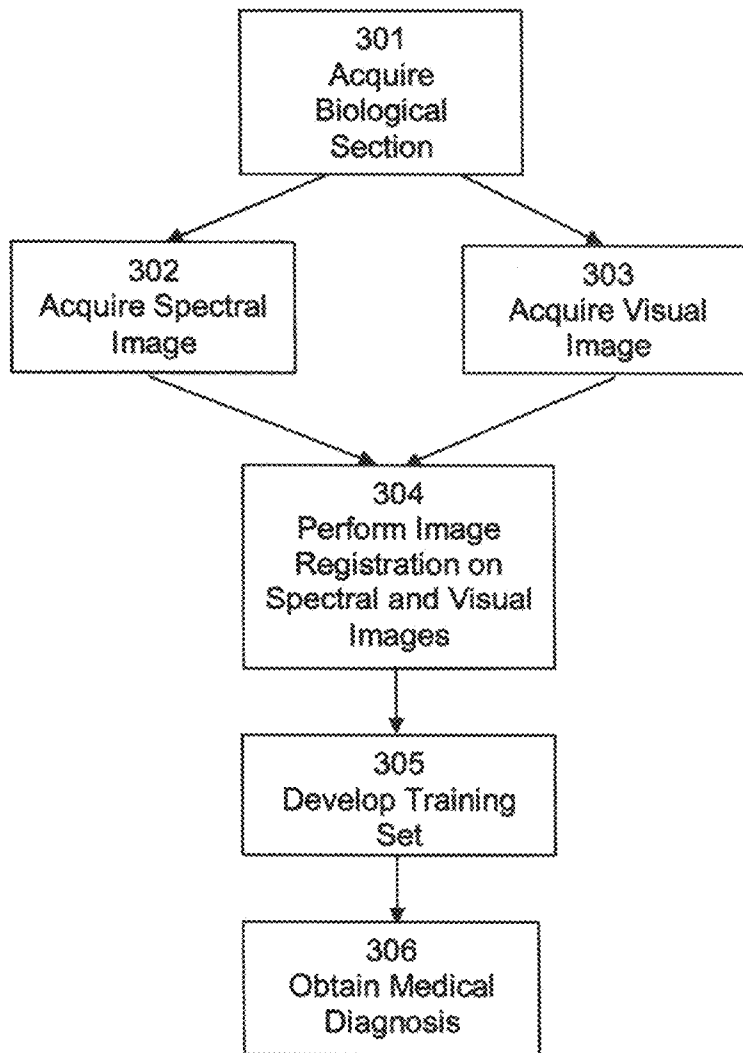 301
Acquire
Biological
Section
302
Acquire Spectral
Image
303
Acquire Visual
Image
304
Perform Image
Registration on
Spectral and Visual
Images
305
Develop Training
Set
306
Obtain Medical
Diagnosis